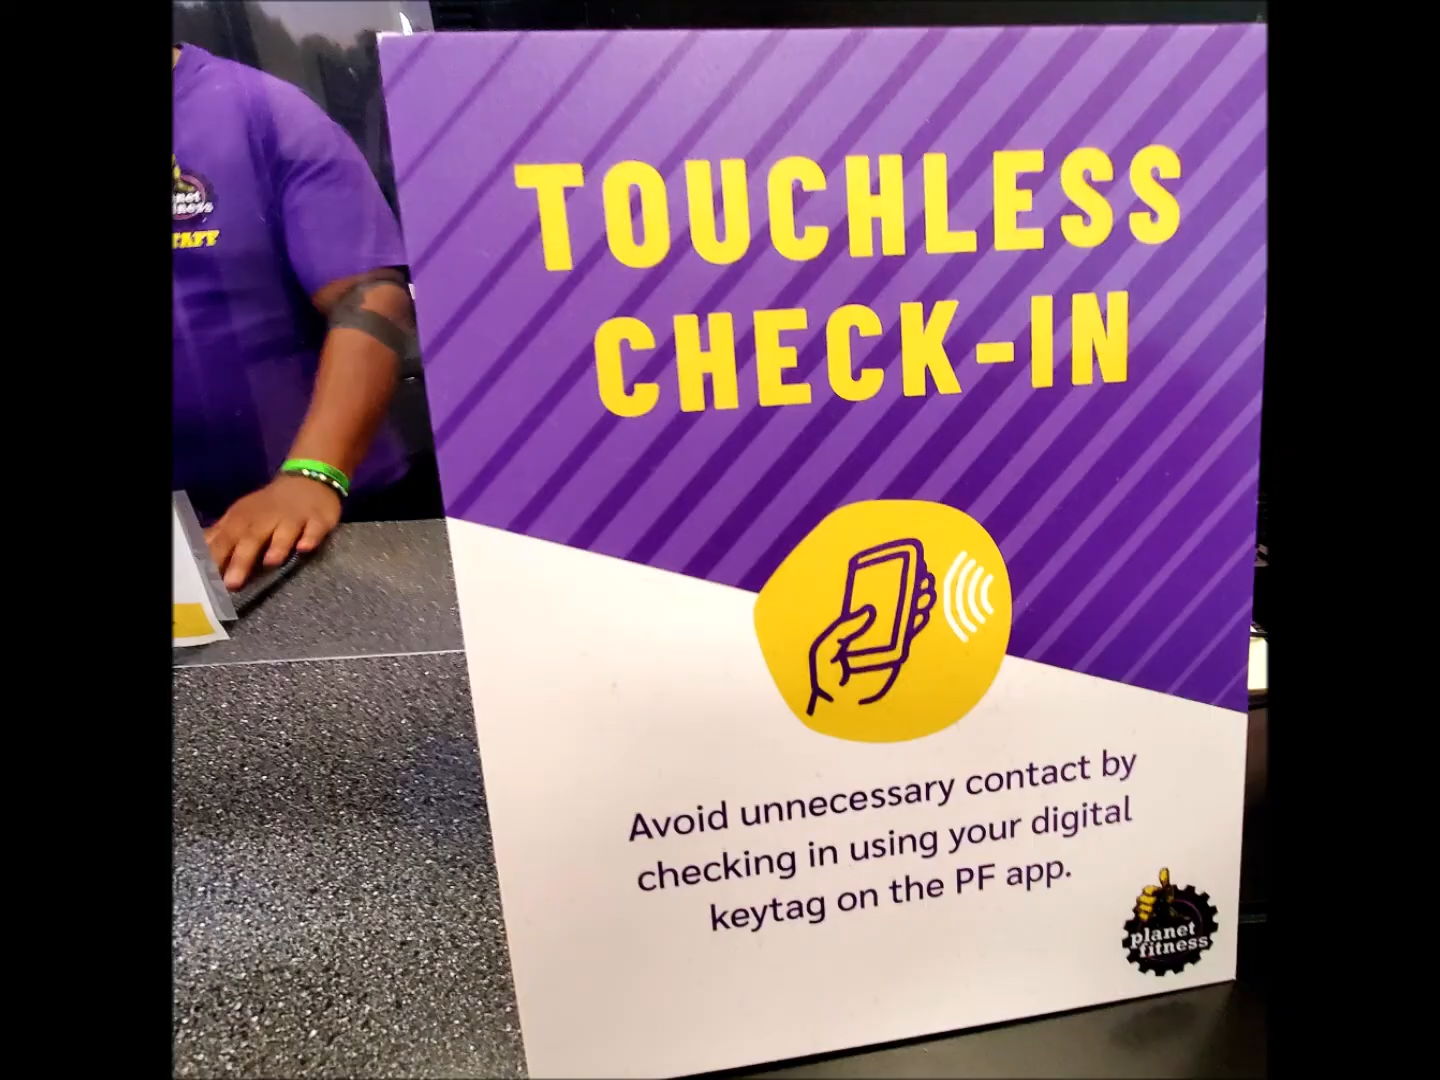 TOUCHLESS
CHECK-IN
Avoid unnecessary contact by
checking in using your digital
keytag on the PF app.
planet
fitness